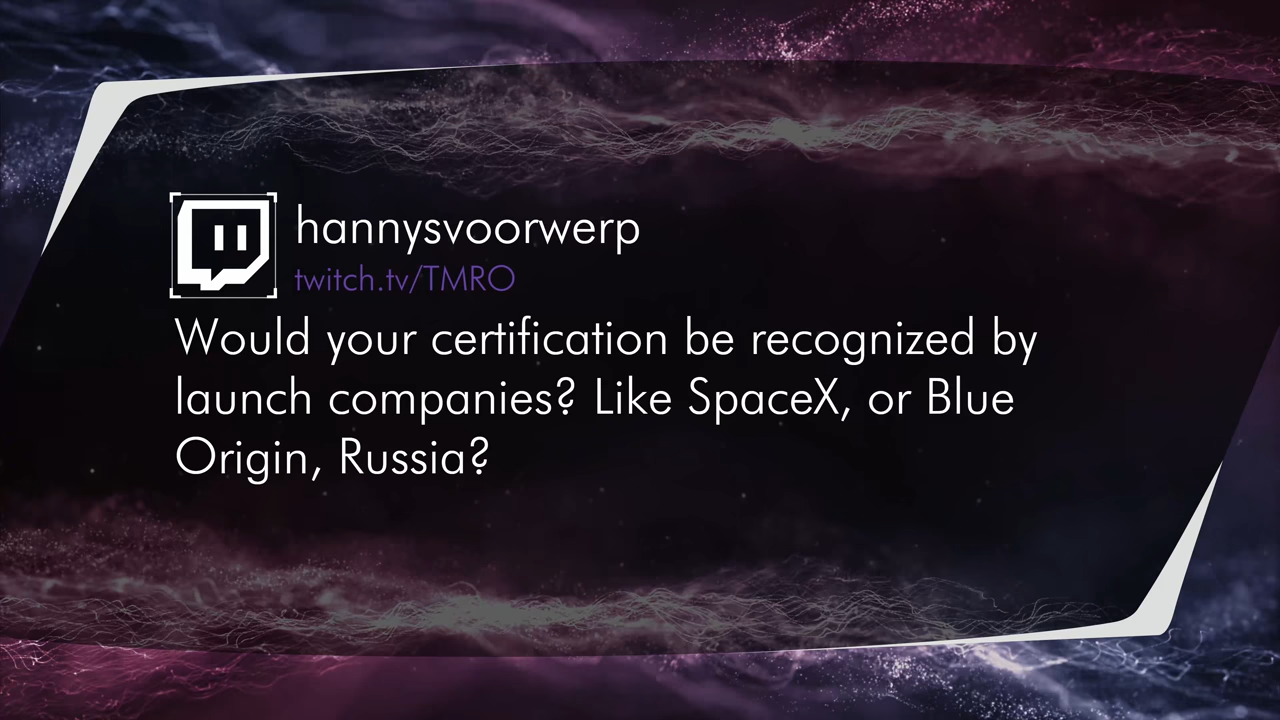 hannysvoorwerp
twitch.tv/TMRO
Would your certification be recognized by
launch companies? Like SpaceX, or Blue
Origin, Russia?